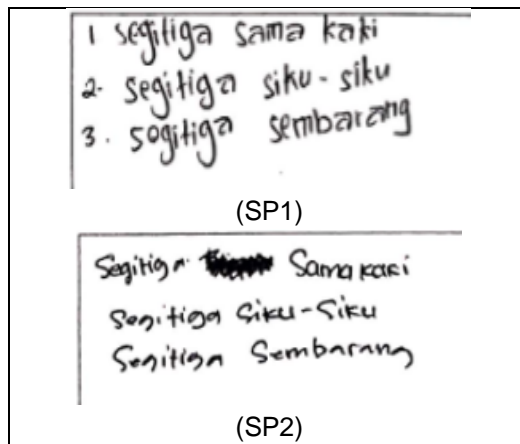 1 segitiga sama kaki
2. segitiga siku - siku
3. sogitiga sembarang
(SP1)
Segitiga Sama kaki
Segitiga Siku-Siku
Segitiga Sembarang
(SP2)